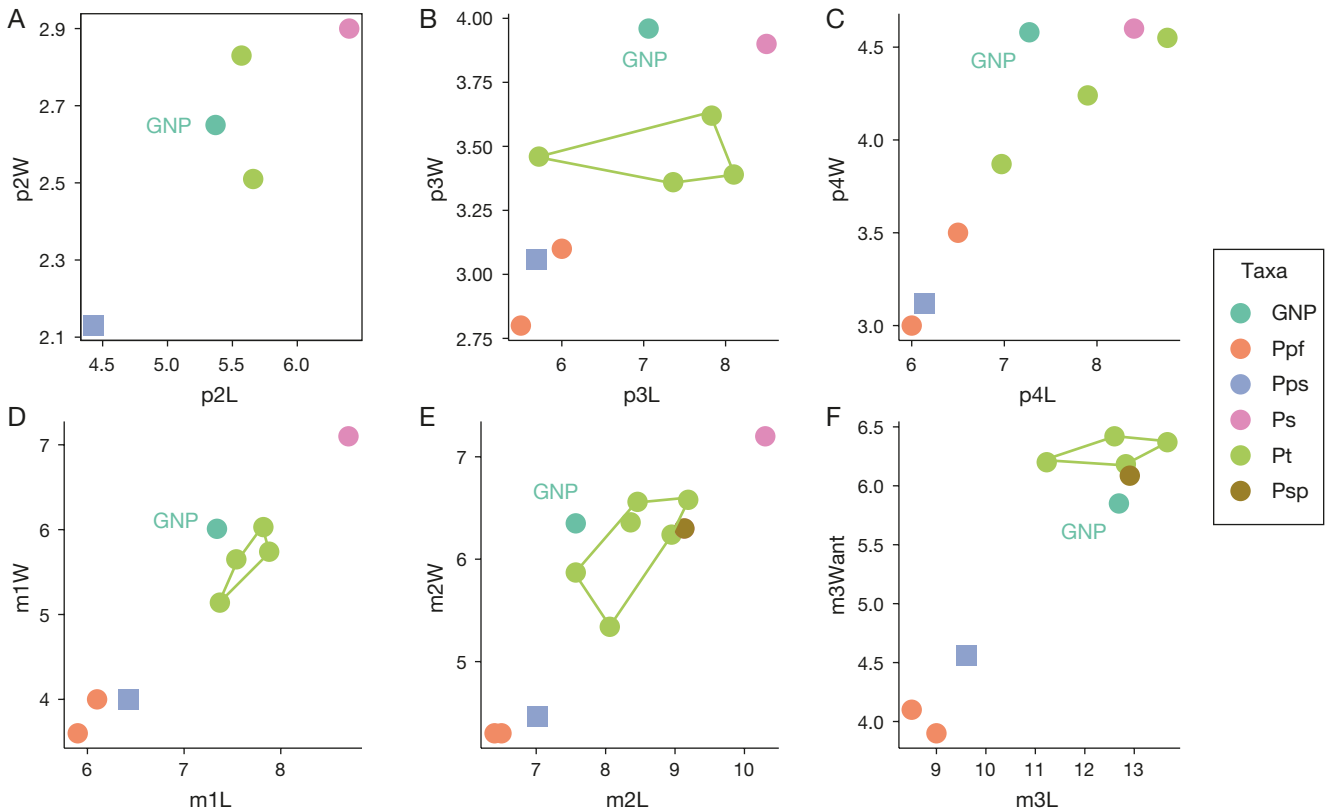 A
2.9
2.7
2.5
2.3
2.1
p2W
GNP
4.5 5.0 5.5 6.0
p2L
B
4.00
3.75
3.50
3.25
3.00
2.75
p3W
GNP
6 7 8
p3L
C
4.5
4.0
3.5
3.0
p4W
GNP
6 7 8
p4L
D
7
6
5
4
m1W
GNP
6 7 8
m1L
E
7
6
5
m2W
GNP
7 8 9 10
m2L
F
6.5
6.0
5.5
5.0
4.5
4.0
m3Want
GNP
9 10 11 12 13
m3L
Taxa
GNP
Ppf
Pps
Ps
Pt
Psp